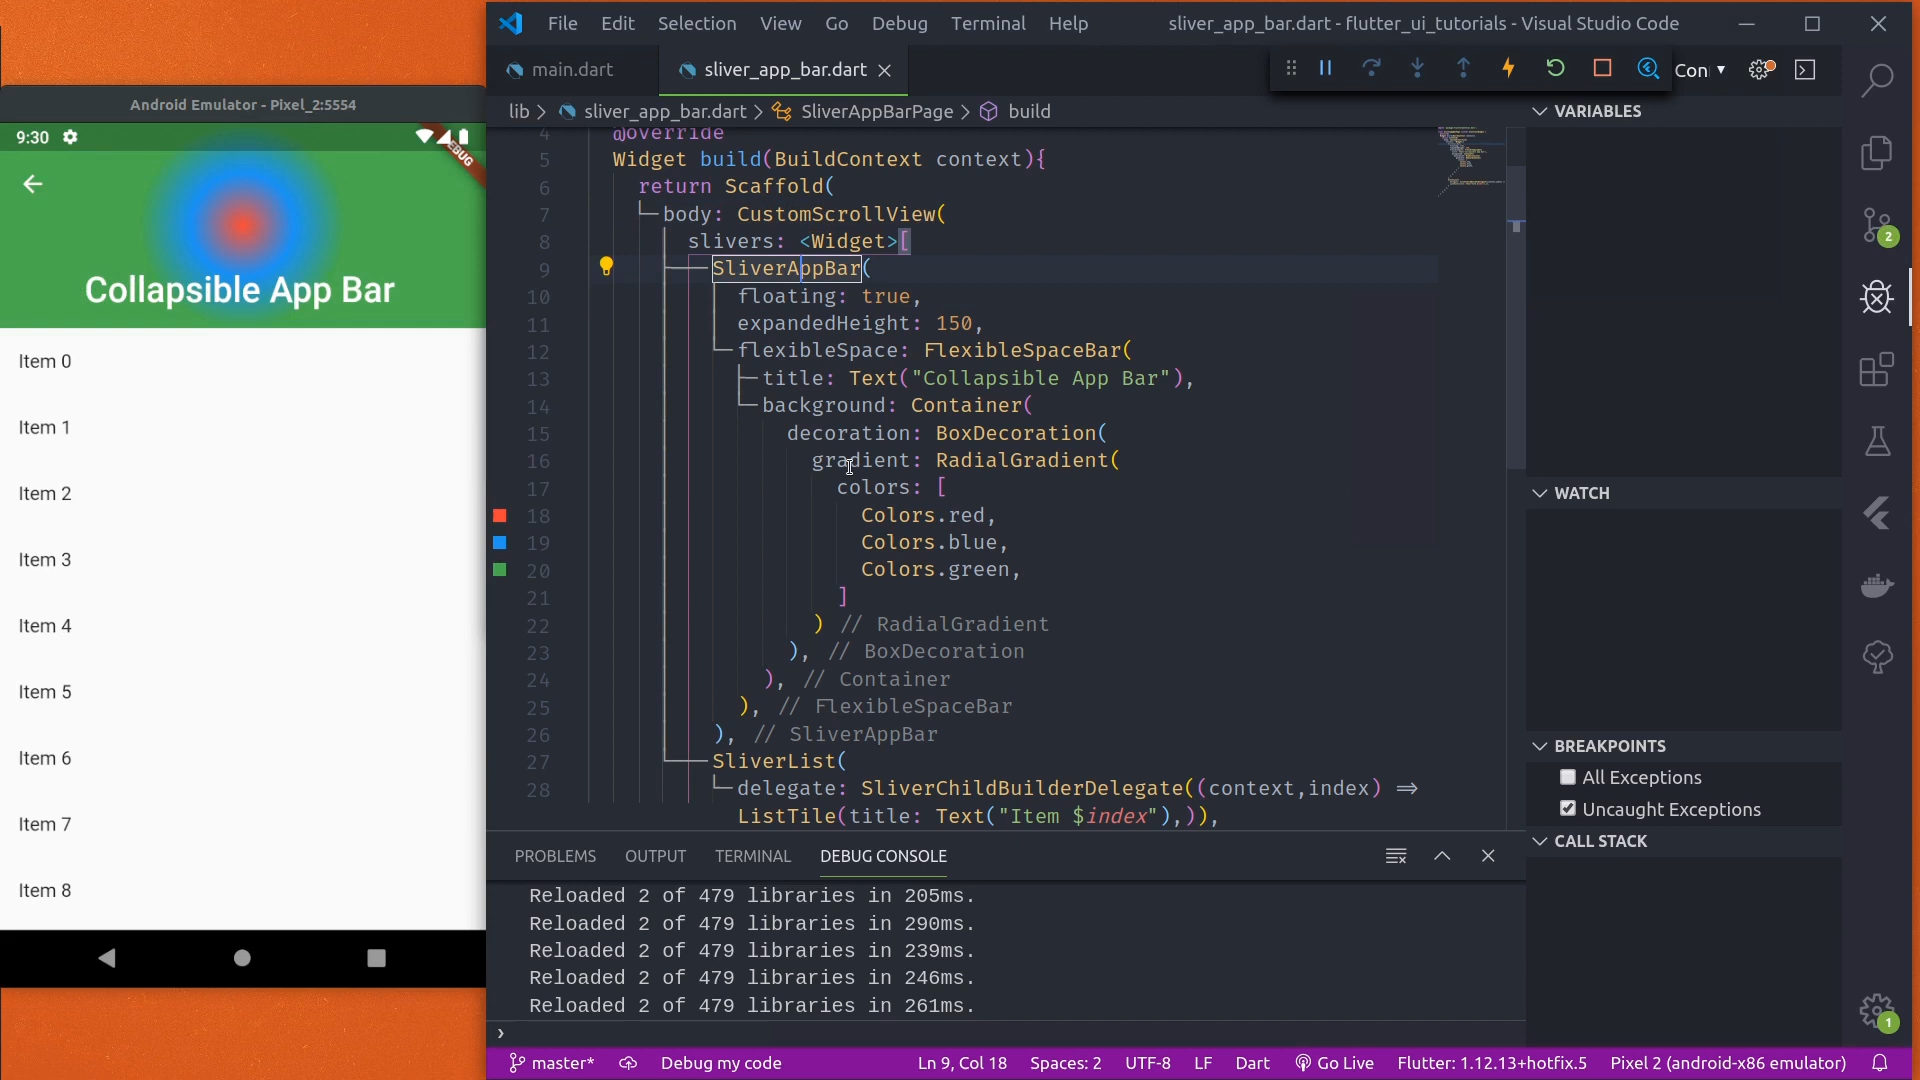 File Edit Selection View Go Debug Terminal Help
sliver_app_bar.dart - flutter_ui_tutorials - Visual Studio Code
main.dart
sliver_app_bar.dart
Con
lib > sliver_app_bar.dart > SliverAppBarPage > build
4 @override
5 Widget build(BuildContext context){
6 return Scaffold(
7 body: CustomScrollView(
8 slivers: <Widget>[
9 SliverAppBar(
10 floating: true,
11 expandedHeight: 150,
12 flexibleSpace: FlexibleSpaceBar(
13 title: Text("Collapsible App Bar"),
14 background: Container(
15 decoration: BoxDecoration(
16 gradient: RadialGradient(
17 colors: [
18 Colors.red,
19 Colors.blue,
20 Colors.green,
21 ]
22 ) // RadialGradient
23 ), // BoxDecoration
24 ), // Container
25 ), // FlexibleSpaceBar
26 ), // SliverAppBar
27 SliverList(
28 delegate: SliverChildBuilderDelegate((context,index) =>
ListTile(title: Text("Item $index"),)),
Android Emulator - Pixel_2:5554
9:30
DEBUG
Collapsible App Bar
Item 0
Item 1
Item 2
Item 3
Item 4
Item 5
Item 6
Item 7
Item 8
VARIABLES
WATCH
BREAKPOINTS
All Exceptions
Uncaught Exceptions
CALL STACK
2
1
PROBLEMS OUTPUT TERMINAL DEBUG CONSOLE
Reloaded 2 of 479 libraries in 205ms.
Reloaded 2 of 479 libraries in 290ms.
Reloaded 2 of 479 libraries in 239ms.
Reloaded 2 of 479 libraries in 246ms.
Reloaded 2 of 479 libraries in 261ms.
master* Debug my code Ln 9, Col 18 Spaces: 2 UTF-8 LF Dart Go Live Flutter: 1.12.13+hotfix.5 Pixel 2 (android-x86 emulator)